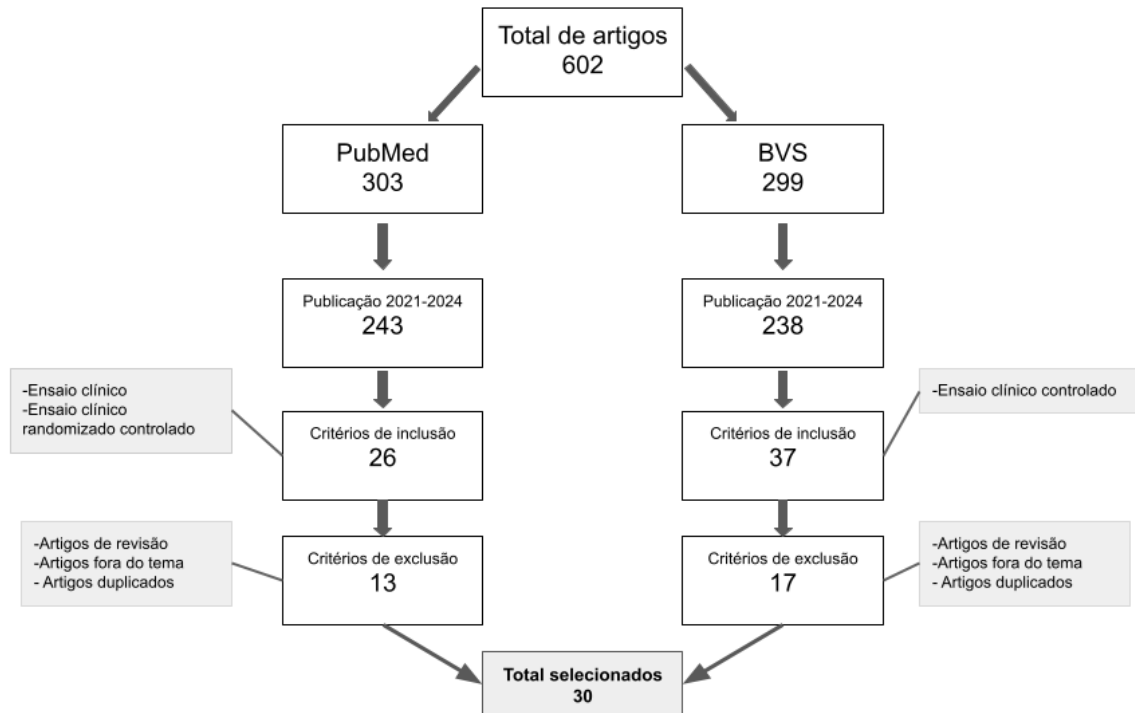 Total de artigos
602
PubMed
303
BVS
299
Publicação 2021-2024
243
Publicação 2021-2024
238
-Ensaio clínico
-Ensaio clínico
randomizado controlado
-Ensaio clínico controlado
Critérios de inclusão
26
Critérios de inclusão
37
-Artigos de revisão
-Artigos fora do tema
- Artigos duplicados
Critérios de exclusão
13
Critérios de exclusão
17
-Artigos de revisão
-Artigos fora do tema
- Artigos duplicados
Total selecionados
30